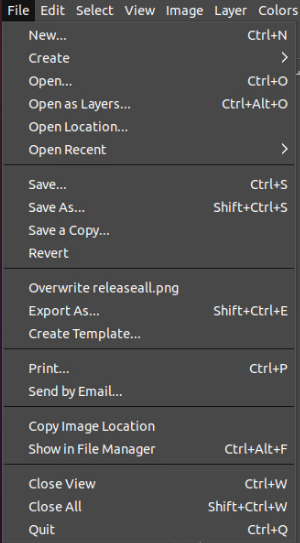 File Edit Select View Image Layer Colors
New... Ctrl+N
Create
Open... Ctrl+O
Open as Layers... Ctrl+Alt+O
Open Location...
Open Recent
Save... Ctrl+S
Save As... Shift+Ctrl+S
Save a Copy...
Revert
Overwrite releaseall.png
Export As... Shift+Ctrl+E
Create Template...
Print... Ctrl+P
Send by Email...
Copy Image Location
Show in File Manager Ctrl+Alt+F
Close View Ctrl+W
Close All Shift+Ctrl+W
Quit Ctrl+Q